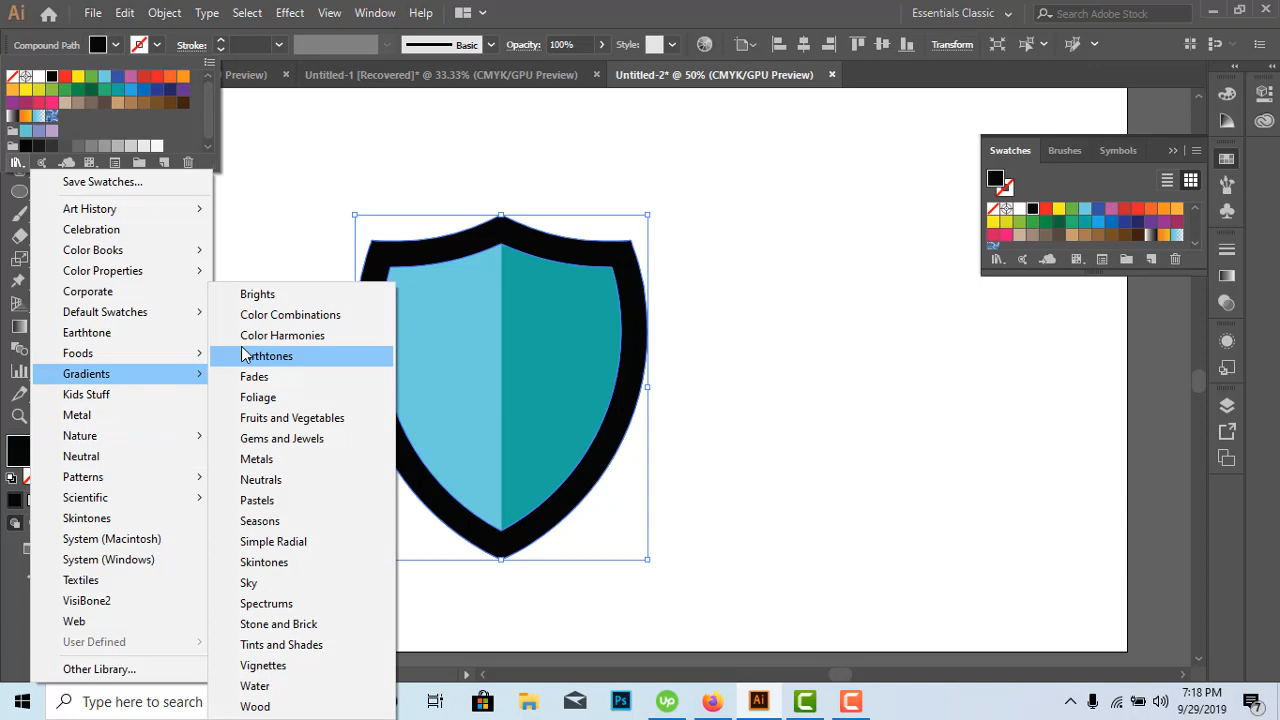 Ai File Edit Object Type Select Effect View Window Help Essentials Classic Search Adobe Stock
Compound Path Stroke: Basic Opacity: 100% Style: Transform
Preview) Untitled-1 [Recovered]* @ 33.33% (CMYK/GPU Preview) Untitled-2* @ 50% (CMYK/GPU Preview)
Swatches Brushes Symbols
Save Swatches...
Art History
Celebration
Color Books
Color Properties
Corporate
Default Swatches
Earthtone
Foods
Gradients
Kids Stuff
Metal
Nature
Neutral
Patterns
Scientific
Skintones
System (Macintosh)
System (Windows)
Textiles
VisiBone2
Web
User Defined
Other Library...
Brights
Color Combinations
Color Harmonies
rthtones
Fades
Foliage
Fruits and Vegetables
Gems and Jewels
Metals
Neutrals
Pastels
Seasons
Simple Radial
Skintones
Sky
Spectrums
Stone and Brick
Tints and Shades
Vignettes
Water
Wood
Type here to search
Ps
up
Ai
C
C
:18 PM
9/29/2019
7